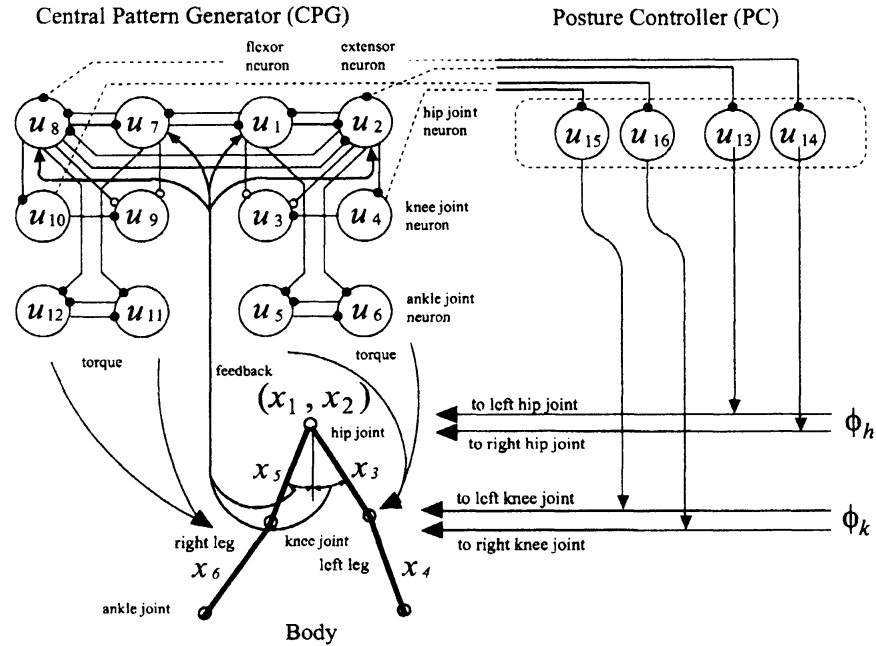 Central Pattern Generator (CPG)
Posture Controller (PC)
flexor
neuron
extensor
neuron
u8
u7
u1
u2
hip joint
neuron
u15
u16
u13
u14
u10
u9
u3
u4
knee joint
neuron
u12
u11
u5
u6
ankle joint
neuron
torque
feedback
torque
(x1 , x2)
hip joint
to left hip joint
to right hip joint
ϕh
x5
x3
to left knee joint
to right knee joint
ϕk
right leg
knee joint
left leg
x6
x4
ankle joint
Body